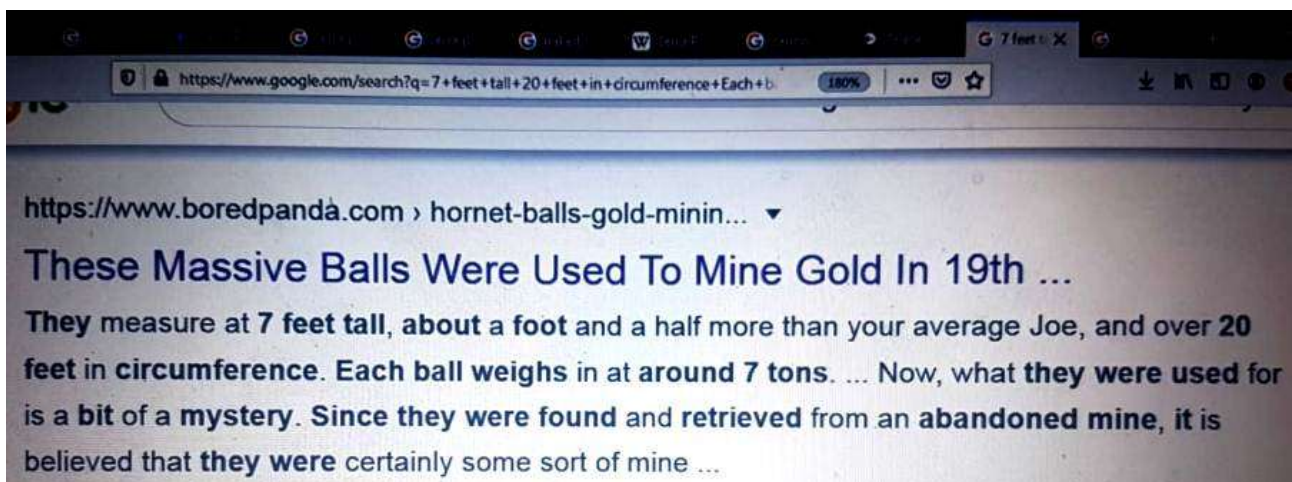 7 feet t
https://www.google.com/search?q=7+feet+tall+20+feet+in+circumference+Each+b
180%
https://www.boredpanda.com › hornet-balls-gold-minin...
These Massive Balls Were Used To Mine Gold In 19th ...
They measure at 7 feet tall, about a foot and a half more than your average Joe, and over 20
feet in circumference. Each ball weighs in at around 7 tons. ... Now, what they were used for
is a bit of a mystery. Since they were found and retrieved from an abandoned mine, it is
believed that they were certainly some sort of mine ...